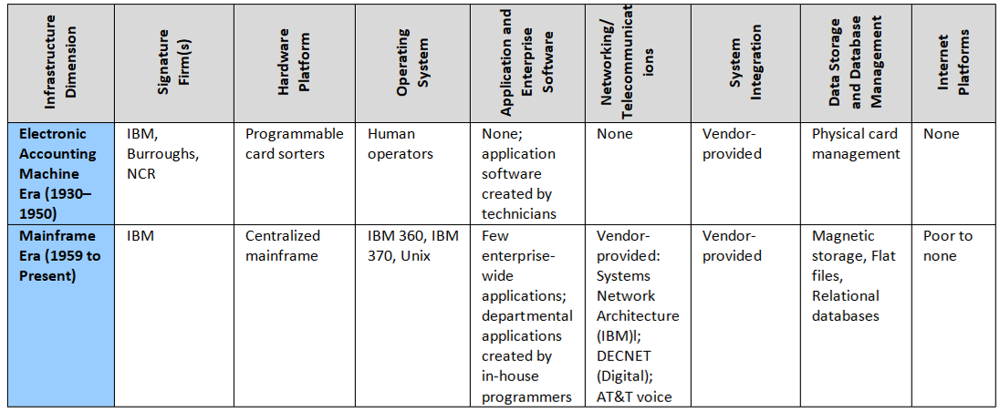 Infrastructure
Dimension
Signature
Firm(s)
Hardware
Platform
Operating
System
Application and
Enterprise
Software
Networking/
Telecommunicat
ions
System
Integration
Data Storage
and Database
Management
Internet
Platforms
Electronic
Accounting
Machine
Era (1930–
1950)
IBM,
Burroughs,
NCR
Programmable
card sorters
Human
operators
None;
application
software
created by
technicians
None
Vendor-
provided
Physical card
management
None
Mainframe
Era (1959 to
Present)
IBM
Centralized
mainframe
IBM 360, IBM
370, Unix
Few
enterprise-
wide
applications;
departmental
applications
created by
in-house
programmers
Vendor-
provided:
Systems
Network
Architecture
(IBM)l;
DECNET
(Digital);
AT&T voice
Vendor-
provided
Magnetic
storage, Flat
files,
Relational
databases
Poor to
none